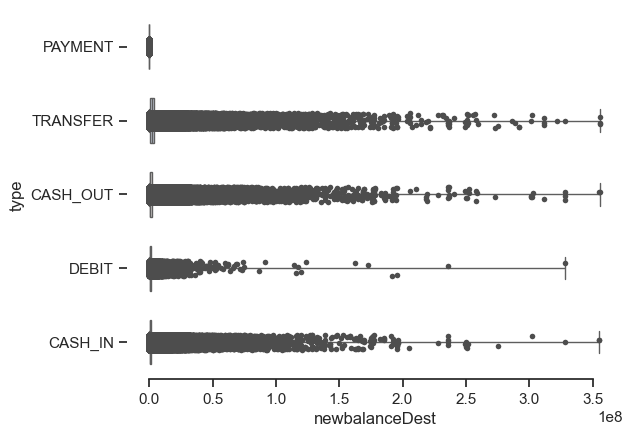 PAYMENT
TRANSFER
CASH_OUT
DEBIT
CASH_IN
type
0.0 0.5 1.0 1.5 2.0 2.5 3.0 3.5
1e8
newbalanceDest